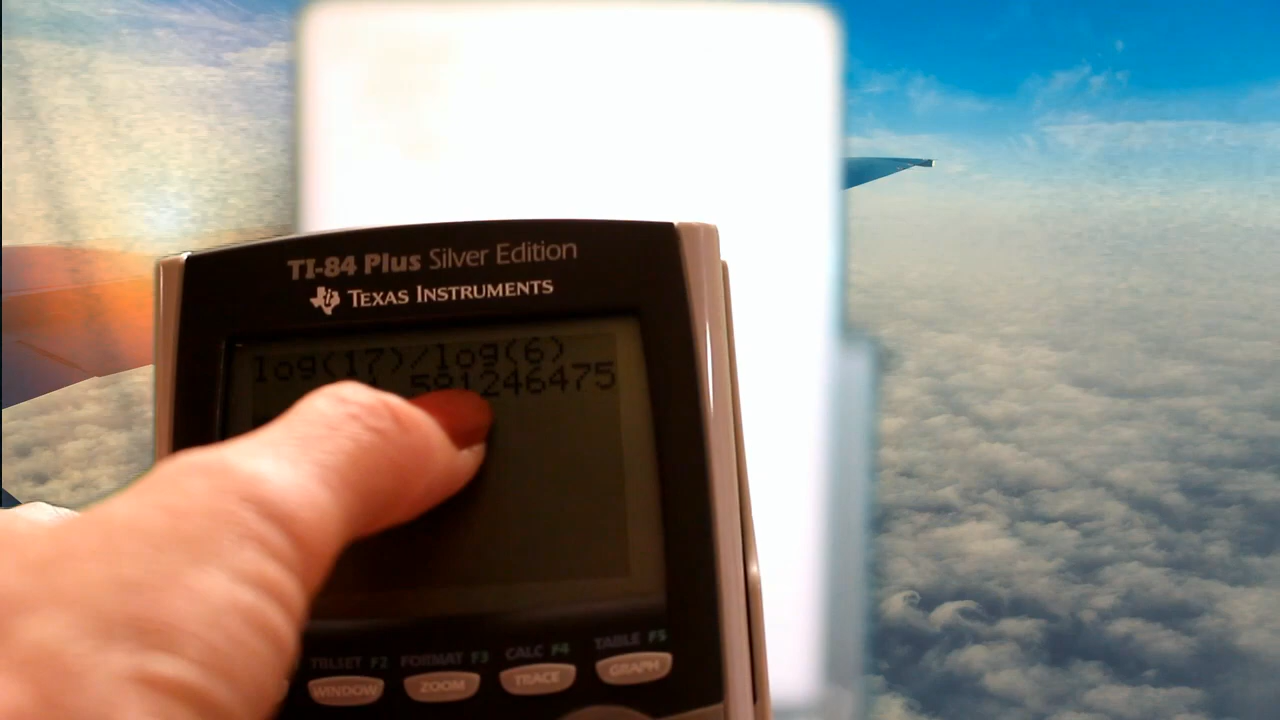 TI-84 Plus Silver Edition
TEXAS INSTRUMENTS
log(17)/log(6)
581246475
TBLSET F2 FORMAT F3 CALC F4 TABLE F5
WINDOW ZOOM TRACE GRAPH